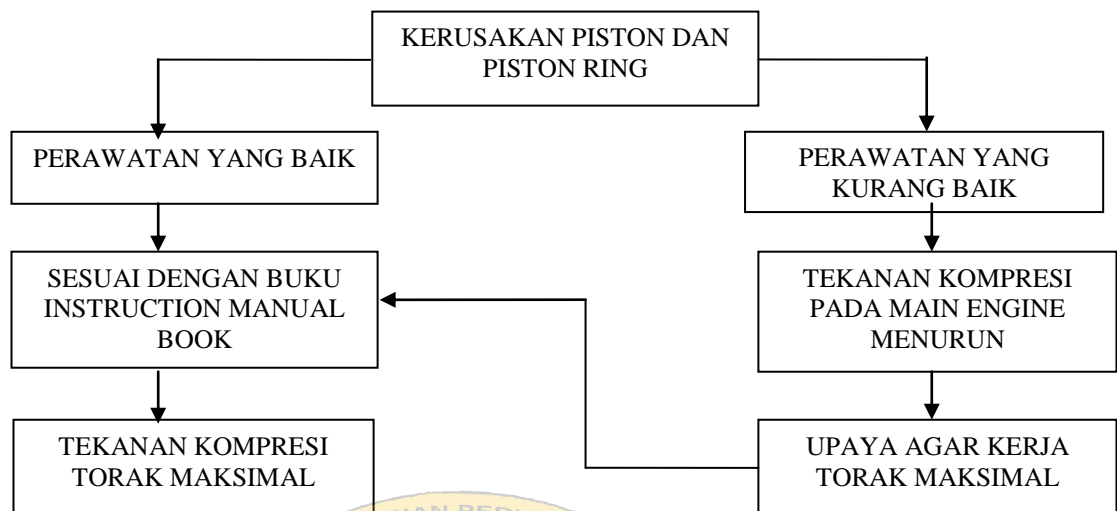 KERUSAKAN PISTON DAN
PISTON RING
PERAWATAN YANG BAIK
PERAWATAN YANG
KURANG BAIK
SESUAI DENGAN BUKU
INSTRUCTION MANUAL
BOOK
TEKANAN KOMPRESI
PADA MAIN ENGINE
MENURUN
TEKANAN KOMPRESI
TORAK MAKSIMAL
UPAYA AGAR KERJA
TORAK MAKSIMAL